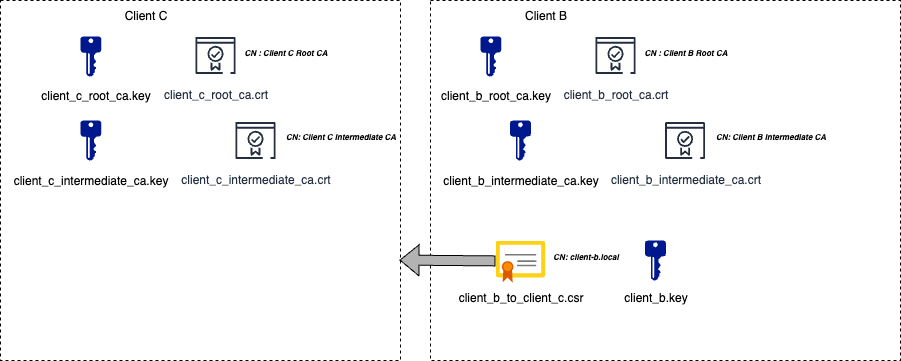 Client C
CN : Client C Root CA
client_c_root_ca.key
client_c_root_ca.crt
CN: Client C Intermediate CA
client_c_intermediate_ca.key
client_c_intermediate_ca.crt
Client B
CN : Client B Root CA
client_b_root_ca.key
client_b_root_ca.crt
CN: Client B Intermediate CA
client_b_intermediate_ca.key
client_b_intermediate_ca.crt
CN: client-b.local
client_b_to_client_c.csr
client_b.key